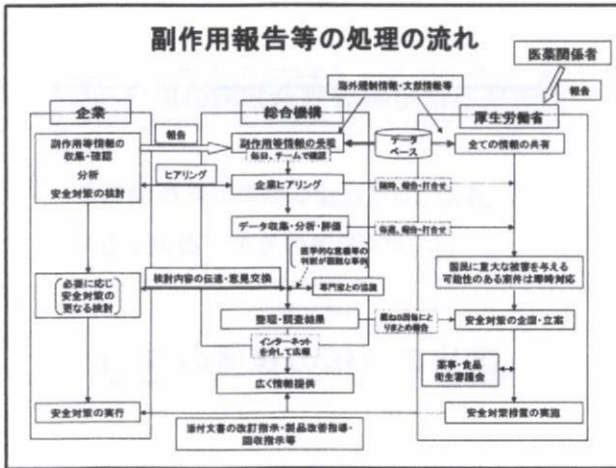 副作用報告等の処理の流れ
医薬関係者
報告
海外規制情報・文献情報等
企業
総合機構
厚生労働省
副作用等情報の
収集・確認
分析
安全対策の検討
報告
副作用等情報の受理
毎日、チームで確認
データ
ベース
全ての情報の共有
ヒアリング
企業ヒアリング
随時、報告・打合せ
データ収集・分析・評価
毎週、報告・打合せ
医学的な
判断が困難な事例
国民に重大な被害を与える
可能性のある案件は即時対応
必要に応じ
安全対策の
更なる検討
検討内容の伝達・意見交換
専門家との協議
整理・調査結果
とりまとめ報告
安全対策の企画・立案
インターネット
を介して広報
薬事・食品
衛生審議会
広く情報提供
安全対策の実行
安全対策措置の実施
添付文書の改訂指示・製品改善指導・
回収指示等